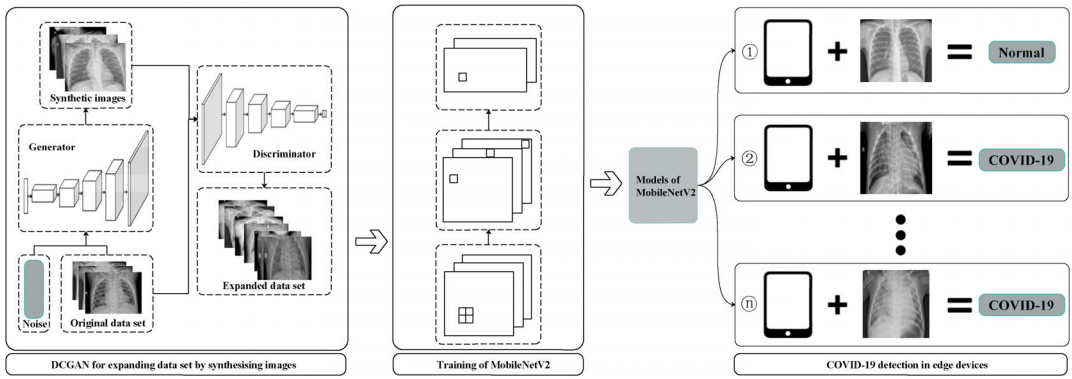 Synthetic images
Generator
Discriminator
Noise
Original data set
Expanded data set
DCGAN for expanding data set by synthesising images
Training of MobileNetV2
Models of
MobileNetV2
①
Normal
②
COVID-19
ⓝ
COVID-19
COVID-19 detection in edge devices